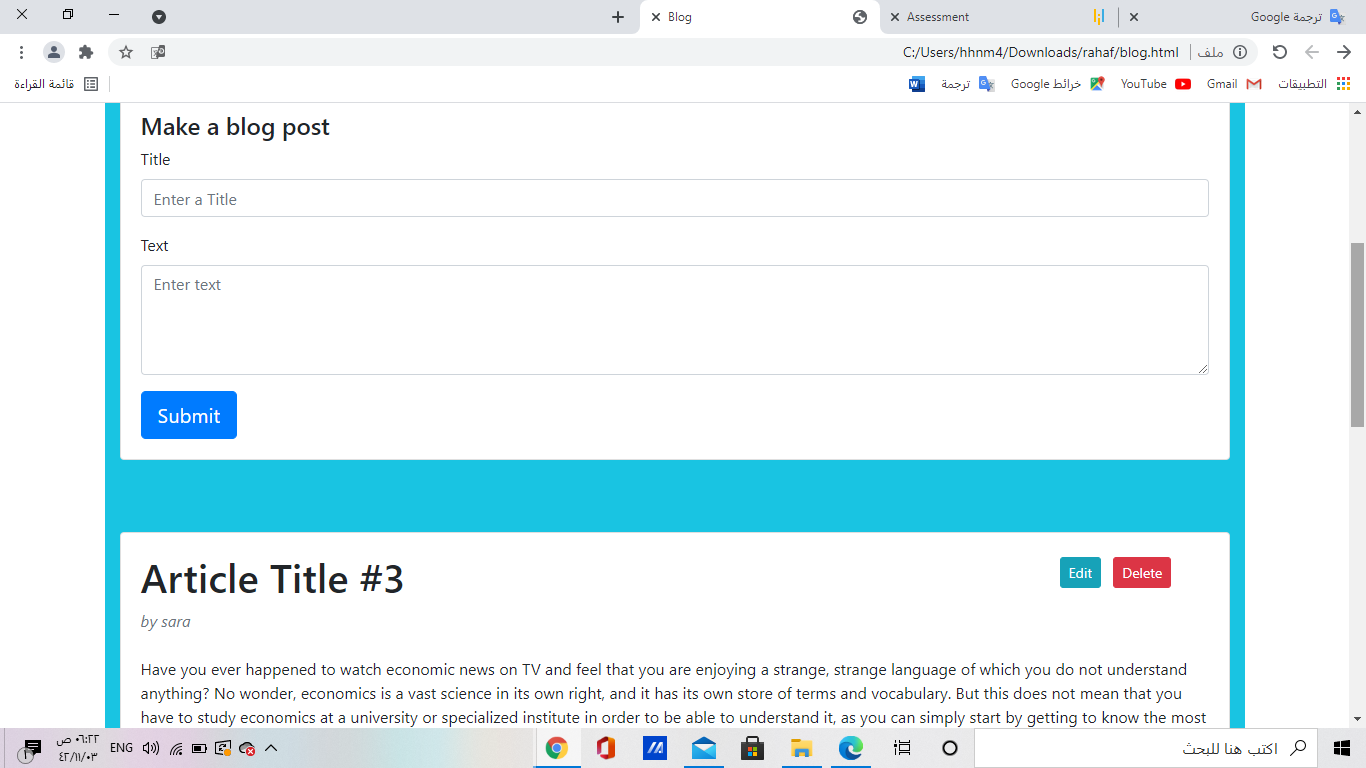 Blog
Assessment
ترجمة Google
C:/Users/hhnm4/Downloads/rahaf/blog.html
ملف
قائمة القراءة
ترجمة
خرائط Google
YouTube
Gmail
التطبيقات
Make a blog post
Title
Enter a Title
Text
Enter text
Submit
Article Title #3
Edit
Delete
by sara
Have you ever happened to watch economic news on TV and feel that you are enjoying a strange, strange language of which you do not understand
anything? No wonder, economics is a vast science in its own right, and it has its own store of terms and vocabulary. But this does not mean that you
have to study economics at a university or specialized institute in order to be able to understand it, as you can simply start by getting to know the most
٠٦:٢٢ ص
٤٢/١١/٠٣
ENG
اكتب هنا للبحث